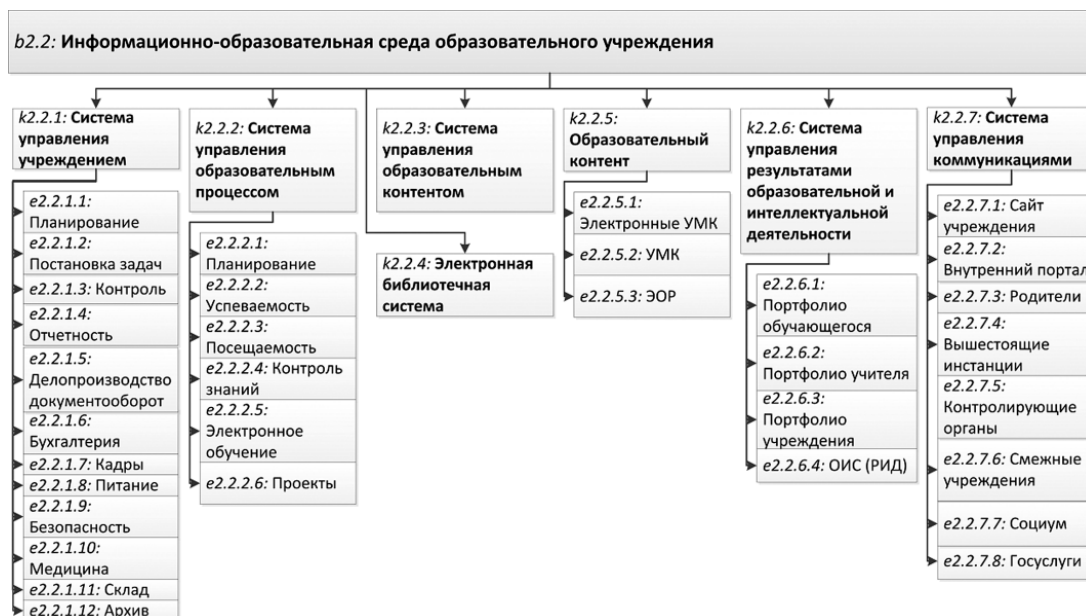 b2.2: Информационно-образовательная среда образовательного учреждения
k2.2.1: Система
управления
учреждением
e2.2.1.1:
Планирование
e2.2.1.2:
Постановка задач
e2.2.1.3: Контроль
e2.2.1.4:
Отчетность
e2.2.1.5:
Делопроизводство
документооборот
e2.2.1.6:
Бухгалтерия
e2.2.1.7: Кадры
e2.2.1.8: Питание
e2.2.1.9:
Безопасность
e2.2.1.10:
Медицина
e2.2.1.11: Склад
e2.2.1.12: Архив
k2.2.2: Система
управления
образовательным
процессом
e2.2.2.1:
Планирование
e2.2.2.2:
Успеваемость
e2.2.2.3:
Посещаемость
e2.2.2.4: Контроль
знаний
e2.2.2.5:
Электронное
обучение
e2.2.2.6: Проекты
k2.2.3: Система
управления
образовательным
контентом
k2.2.4: Электронная
библиотечная
система
k2.2.5:
Образовательный
контент
e2.2.5.1:
Электронные УМК
e2.2.5.2: УМК
e2.2.5.3: ЭОР
k2.2.6: Система
управления
результатами
образовательной и
интеллектуальной
деятельности
e2.2.6.1:
Портфолио
обучающегося
e2.2.6.2:
Портфолио учителя
e2.2.6.3:
Портфолио
учреждения
e2.2.6.4: ОИС (РИД)
k2.2.7: Система
управления
коммуникациями
e2.2.7.1: Сайт
учреждения
e2.2.7.2:
Внутренний портал
e2.2.7.3: Родители
e2.2.7.4:
Вышестоящие
инстанции
e2.2.7.5:
Контролирующие
органы
e2.2.7.6: Смежные
учреждения
e2.2.7.7: Социум
e2.2.7.8: Госуслуги